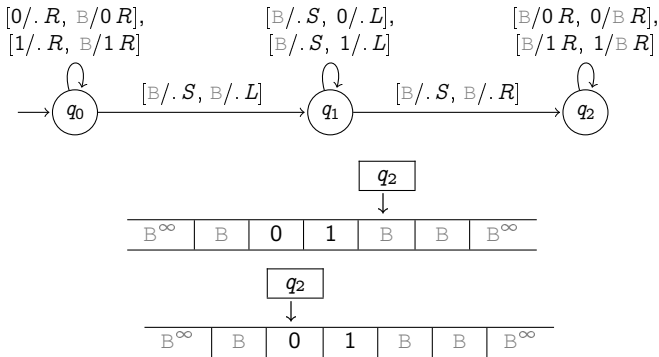 [0/. R, B/0 R], [B/. S, 0/. L], [B/0 R, 0/B R],
[1/. R, B/1 R] [B/. S, 1/. L] [B/1 R, 1/B R]
[B/. S, B/. L] [B/. S, B/. R]
q₀ q₁ q₂
q₂
B∞ B 0 1 B B B∞
q₂
B∞ B 0 1 B B B∞